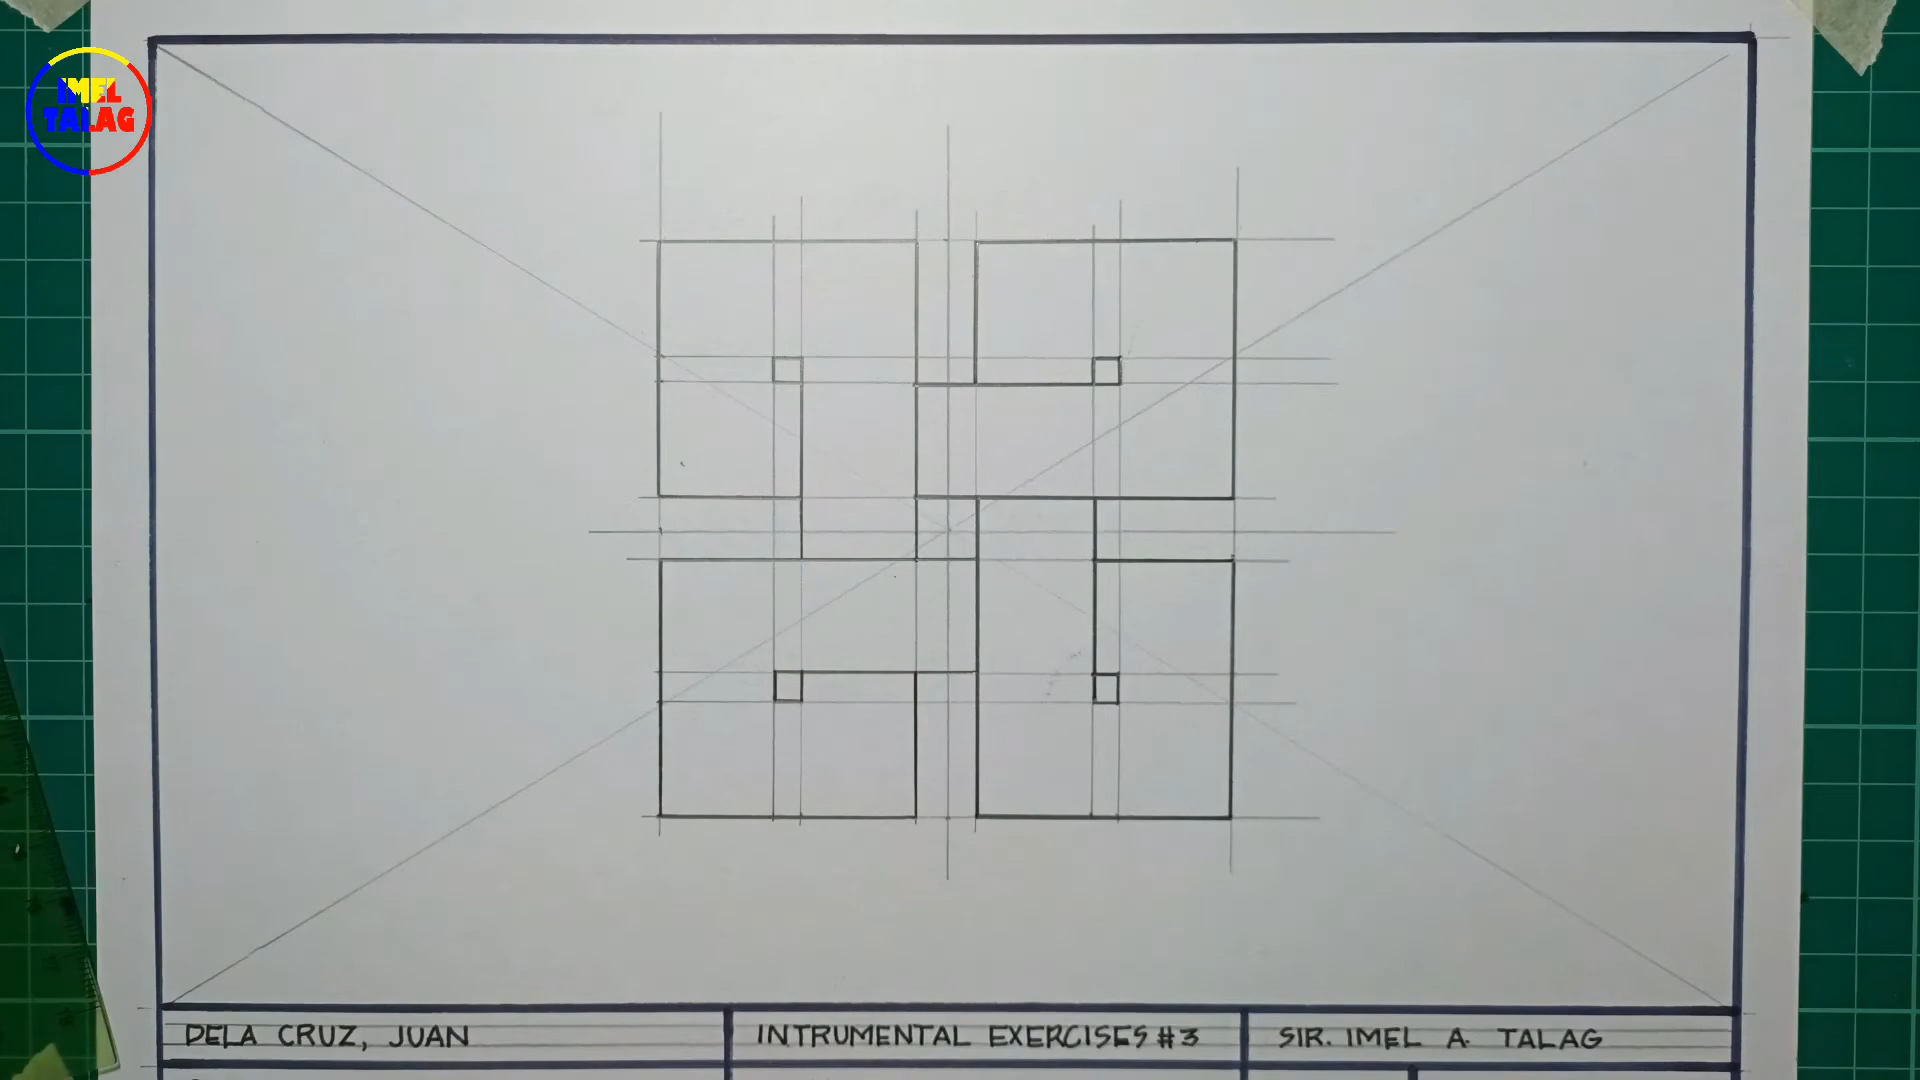 IMEL
TALAG
DELA CRUZ, JUAN
INTRUMENTAL EXERCISES #3
SIR. IMEL A. TALAG